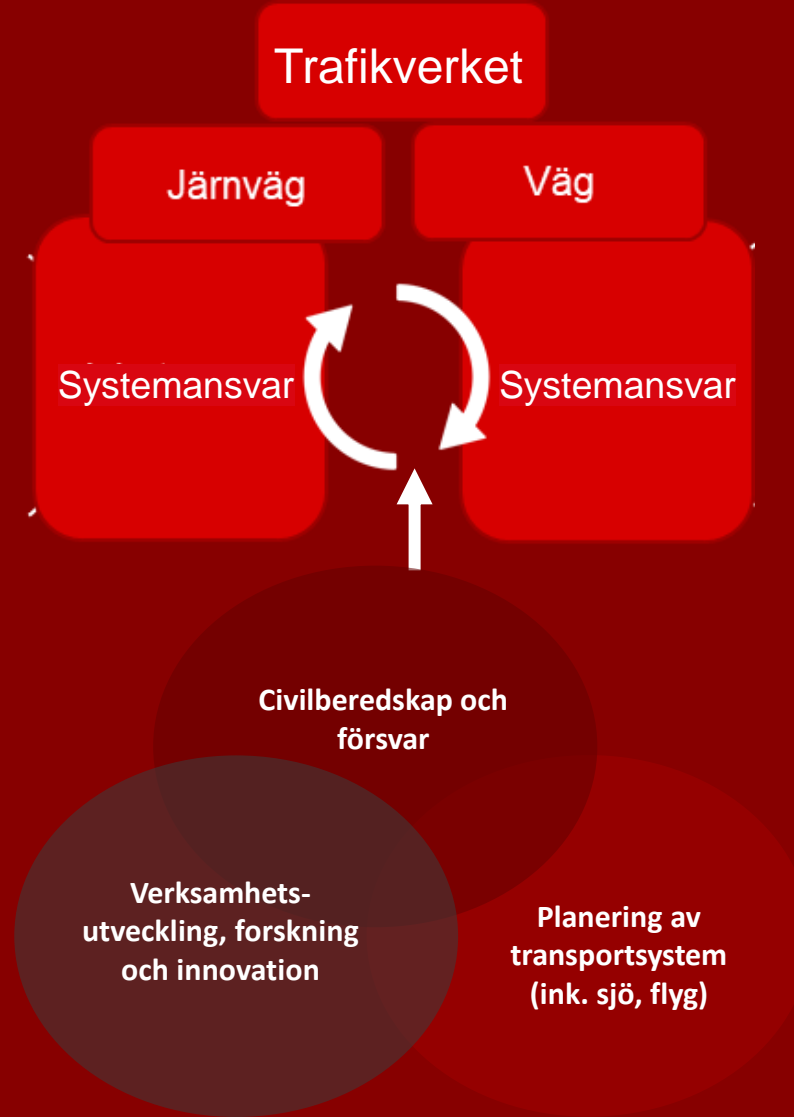 Trafikverket
Järnväg
Väg
Systemansvar
Systemansvar
Civilberedskap och
försvar
Verksamhets-
utveckling, forskning
och innovation
Planering av
transportsystem
(ink. sjö, flyg)